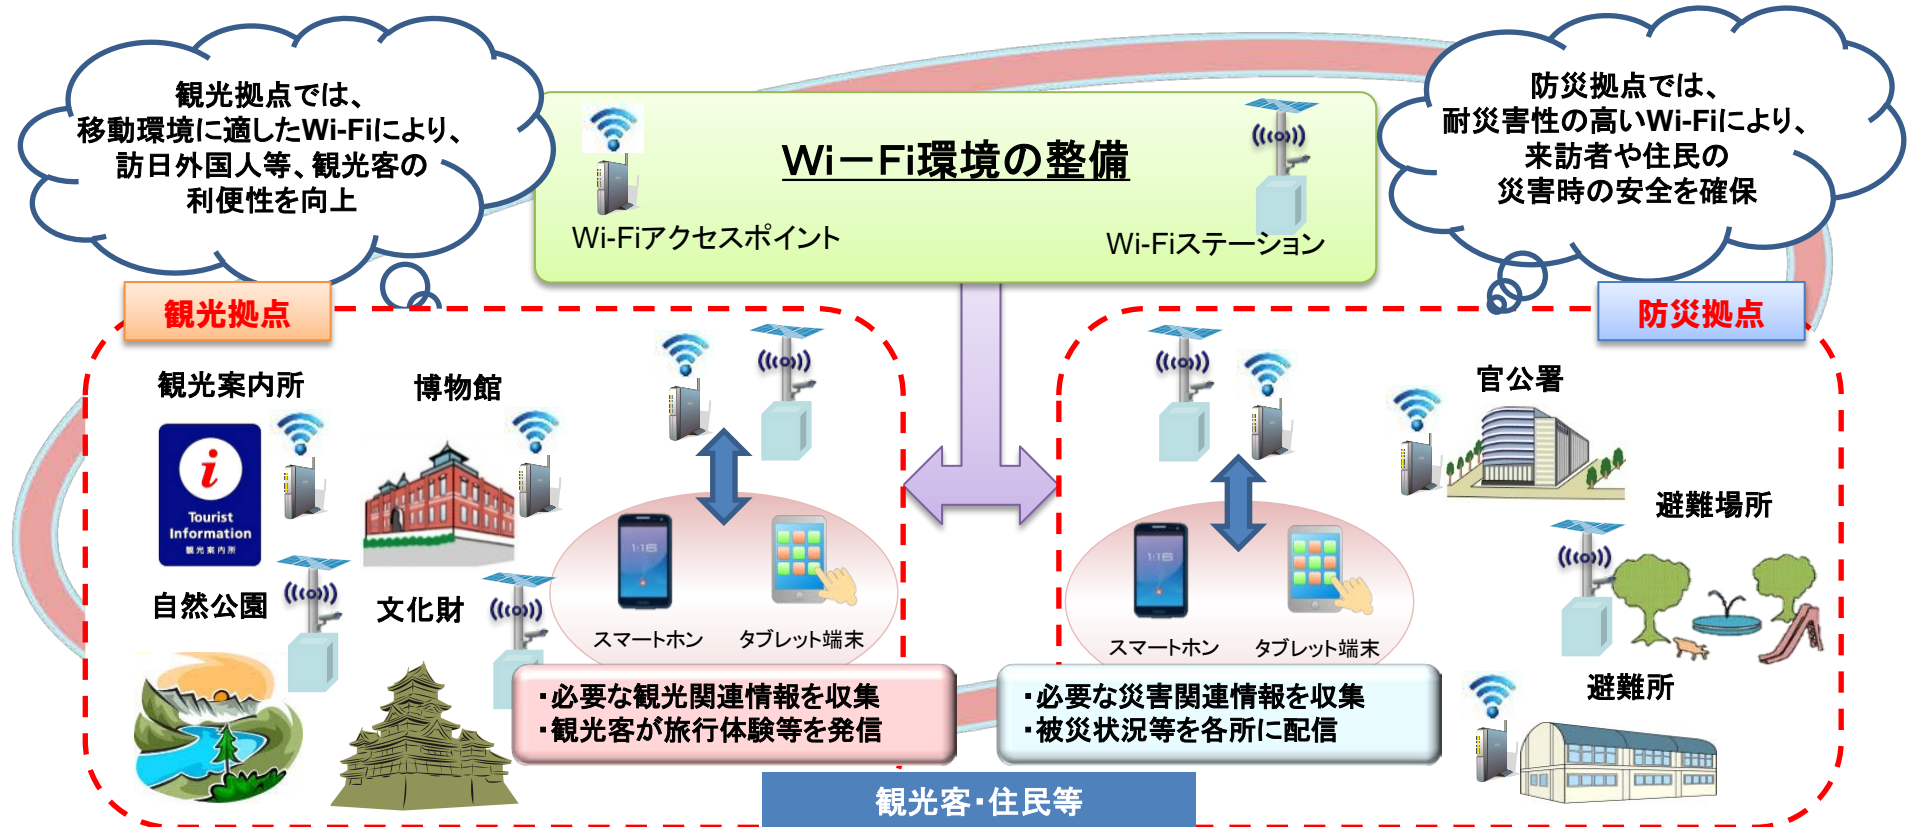 観光拠点では、
移動環境に適したWi-Fiにより、
訪日外国人等、観光客の
利便性を向上
Wi－Fi環境の整備
Wi-Fiアクセスポイント
Wi-Fiステーション
防災拠点では、
耐災害性の高いWi-Fiにより、
来訪者や住民の
災害時の安全を確保
観光拠点
観光案内所
博物館
i
Tourist
Information
観光案内所
自然公園
文化財
1:16
スマートホン
タブレット端末
・必要な観光関連情報を収集
・観光客が旅行体験等を発信
防災拠点
官公署
避難場所
避難所
1:16
スマートホン
タブレット端末
・必要な災害関連情報を収集
・被災状況等を各所に配信
観光客・住民等